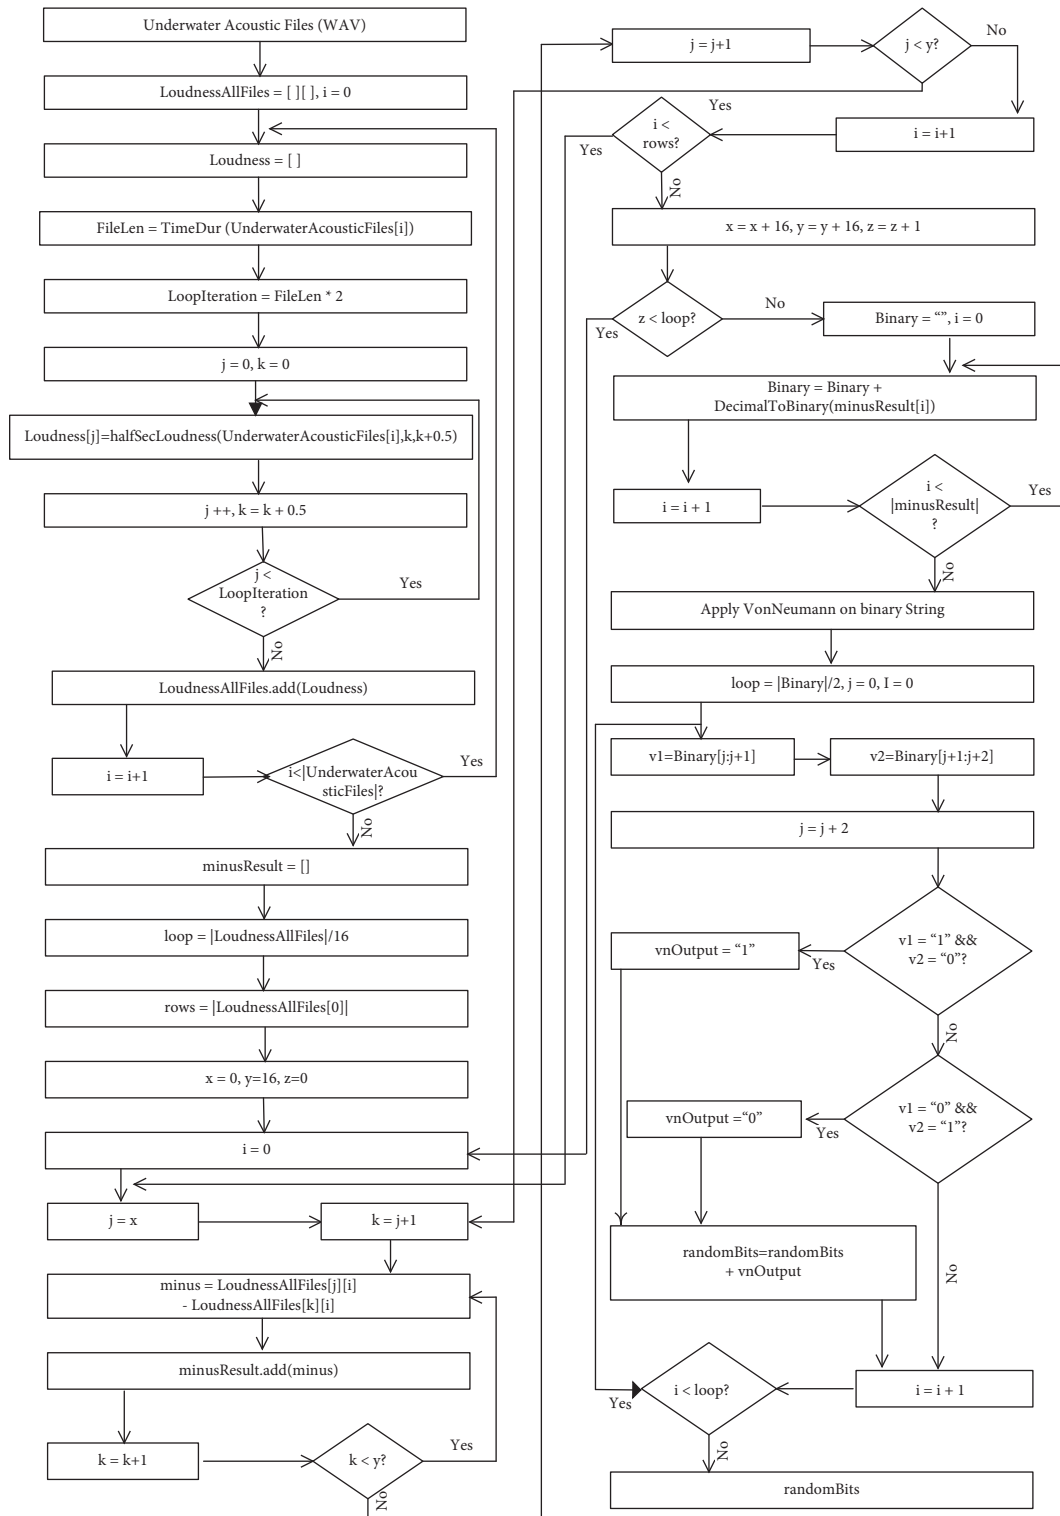 Underwater Acoustic Files (WAV)
LoudnessAllFiles = [ ][ ], i = 0
Loudness = [ ]
FileLen = TimeDur (UnderwaterAcousticFiles[i])
LoopIteration = FileLen * 2
j = 0, k = 0
Loudness[j]=halfSecLoudness(UnderwaterAcousticFiles[i],k,k+0.5)
j ++, k = k + 0.5
j <
LoopIteration
?
Yes
No
LoudnessAllFiles.add(Loudness)
i = i+1
i<|UnderwaterAcou
sticFiles|?
Yes
No
minusResult = []
loop = |LoudnessAllFiles|/16
rows = |LoudnessAllFiles[0]|
x = 0, y=16, z=0
i = 0
j = x
k = j+1
minus = LoudnessAllFiles[j][i]
- LoudnessAllFiles[k][i]
minusResult.add(minus)
k = k+1
k < y?
Yes
No
j = j+1
j < y?
No
Yes
i = i+1
i <
rows?
Yes
No
x = x + 16, y = y + 16, z = z + 1
z < loop?
Yes
No
Binary = “”, i = 0
Binary = Binary +
DecimalToBinary(minusResult[i])
i = i + 1
i <
|minusResult|
?
Yes
No
Apply VonNeumann on binary String
loop = |Binary|/2, j = 0, I = 0
v1=Binary[j:j+1]
v2=Binary[j+1:j+2]
j = j + 2
v1 = “1” &&
v2 = “0”?
Yes
vnOutput = “1”
No
v1 = “0” &&
v2 = “1”?
Yes
vnOutput =“0”
No
randomBits=randomBits
+ vnOutput
i = i + 1
i < loop?
Yes
No
randomBits